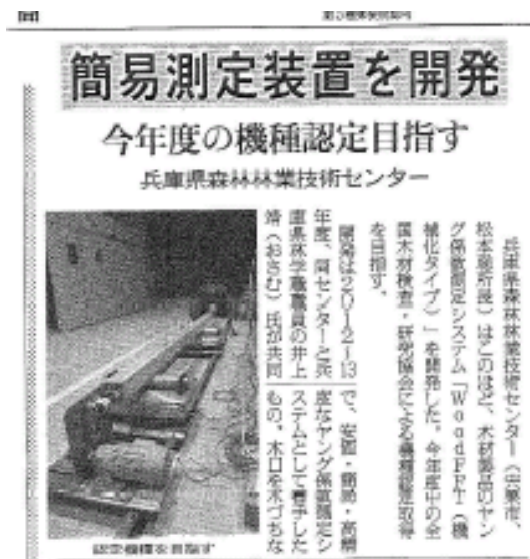 簡易測定装置を開発
今年度の機種認定目指す
兵庫県森林林業技術センター
兵庫県森林林業技術センター（宍粟市、
松本 所長）はこのほど、木材製品のヤン
グ係数測定システム「WoodFFT（機
械化タイプ）」を開発した。今年度中の全
国木材検査・研究協会による機種認定取得
を目指す。
開発は2012〜13
年度、同センターと兵
庫県林学職職員の井上
靖（おさむ）氏が共同
で、安価・簡易・高精
度なヤング係数測定シ
ステムとして着手した
もの。木口を木づちな
認定機種を目指す